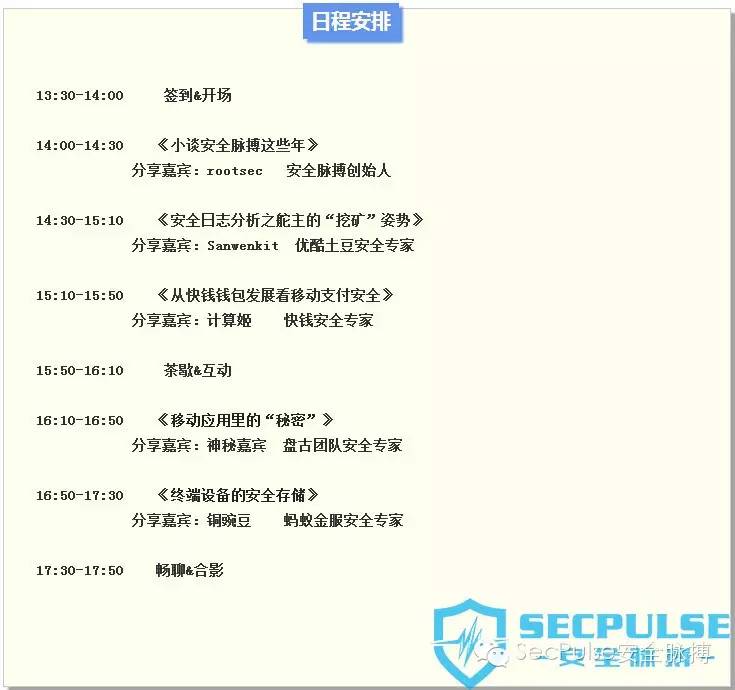 日程安排
13:30-14:00 签到&开场
14:00-14:30 《小谈安全脉搏这些年》
分享嘉宾：rootsec 安全脉搏创始人
14:30-15:10 《安全日志分析之舵主的“挖矿”姿势》
分享嘉宾：Sanwenkit 优酷土豆安全专家
15:10-15:50 《从快钱钱包发展看移动支付安全》
分享嘉宾：计算姬 快钱安全专家
15:50-16:10 茶歇&互动
16:10-16:50 《移动应用里的“秘密”》
分享嘉宾：神秘嘉宾 盘古团队安全专家
16:50-17:30 《终端设备的安全存储》
分享嘉宾：铜豌豆 蚂蚁金服安全专家
17:30-17:50 畅聊&合影
SECPULSE
-安全脉搏-
SecPulse安全脉搏